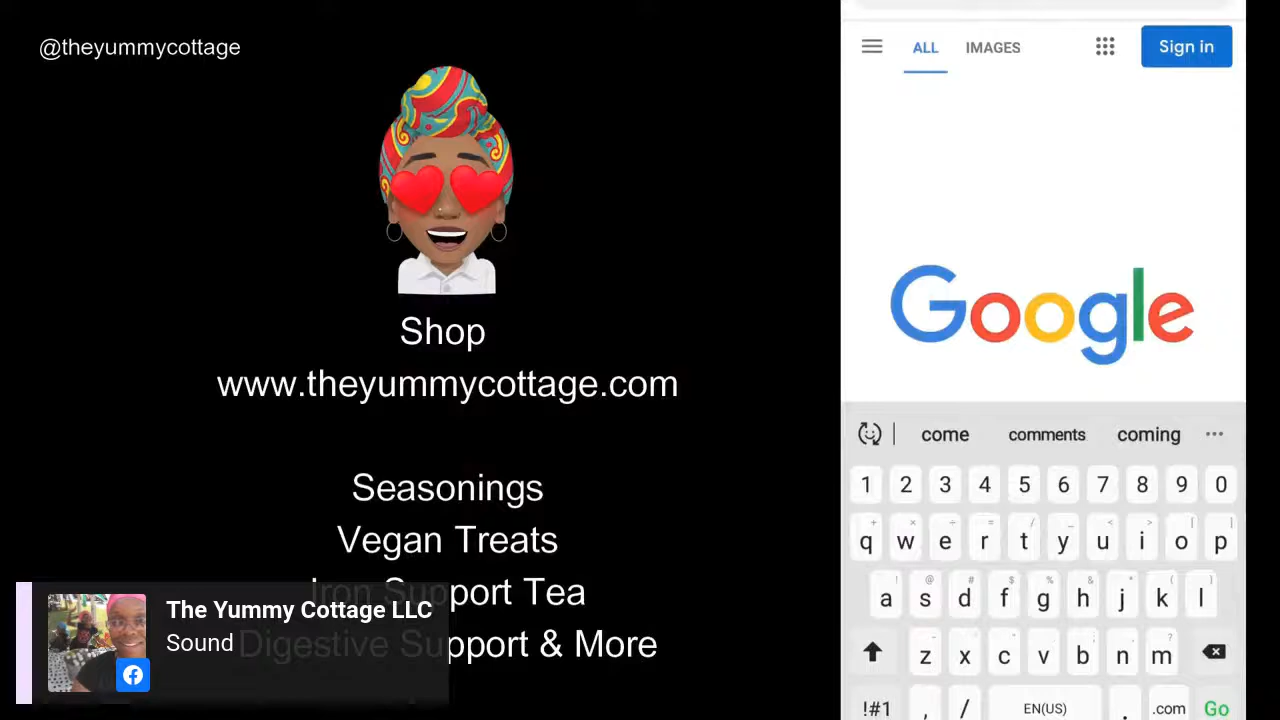 @theyummycottage
Shop
www.theyummycottage.com
Seasonings
Vegan Treats
Iron Support Tea
Digestive Support & More
The Yummy Cottage LLC
Sound
ALL IMAGES
Sign in
Google
come comments coming
1 2 3 4 5 6 7 8 9 0
q w e r t y u i o p
a s d f g h j k l
z x c v b n m
!#1 , / EN(US) . .com Go